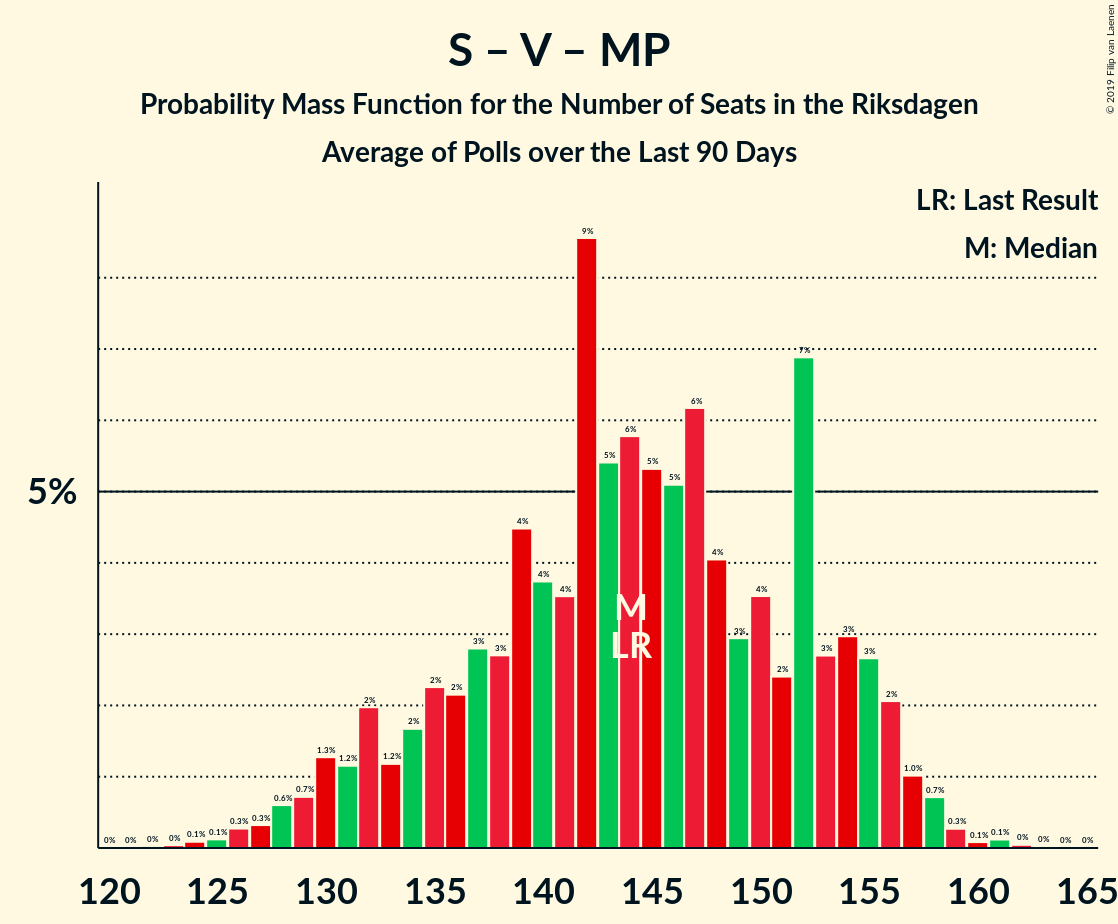 © 2019 Filip van Laenen
S – V – MP
Probability Mass Function for the Number of Seats in the Riksdagen
Average of Polls over the Last 90 Days
LR: Last Result
M: Median
5%
0% 0% 0% 0% 0.1% 0.1% 0.3% 0.3% 0.6% 0.7% 1.3% 1.2% 2% 1.2% 2% 2% 2% 3% 3% 4% 4% 4% 9% 5% 6% 5% 5% 6% 4% 3% 4% 2% 7% 3% 3% 3% 2% 1.0% 0.7% 0.3% 0.1% 0.1% 0% 0% 0% 0%
M
LR
120 125 130 135 140 145 150 155 160 165